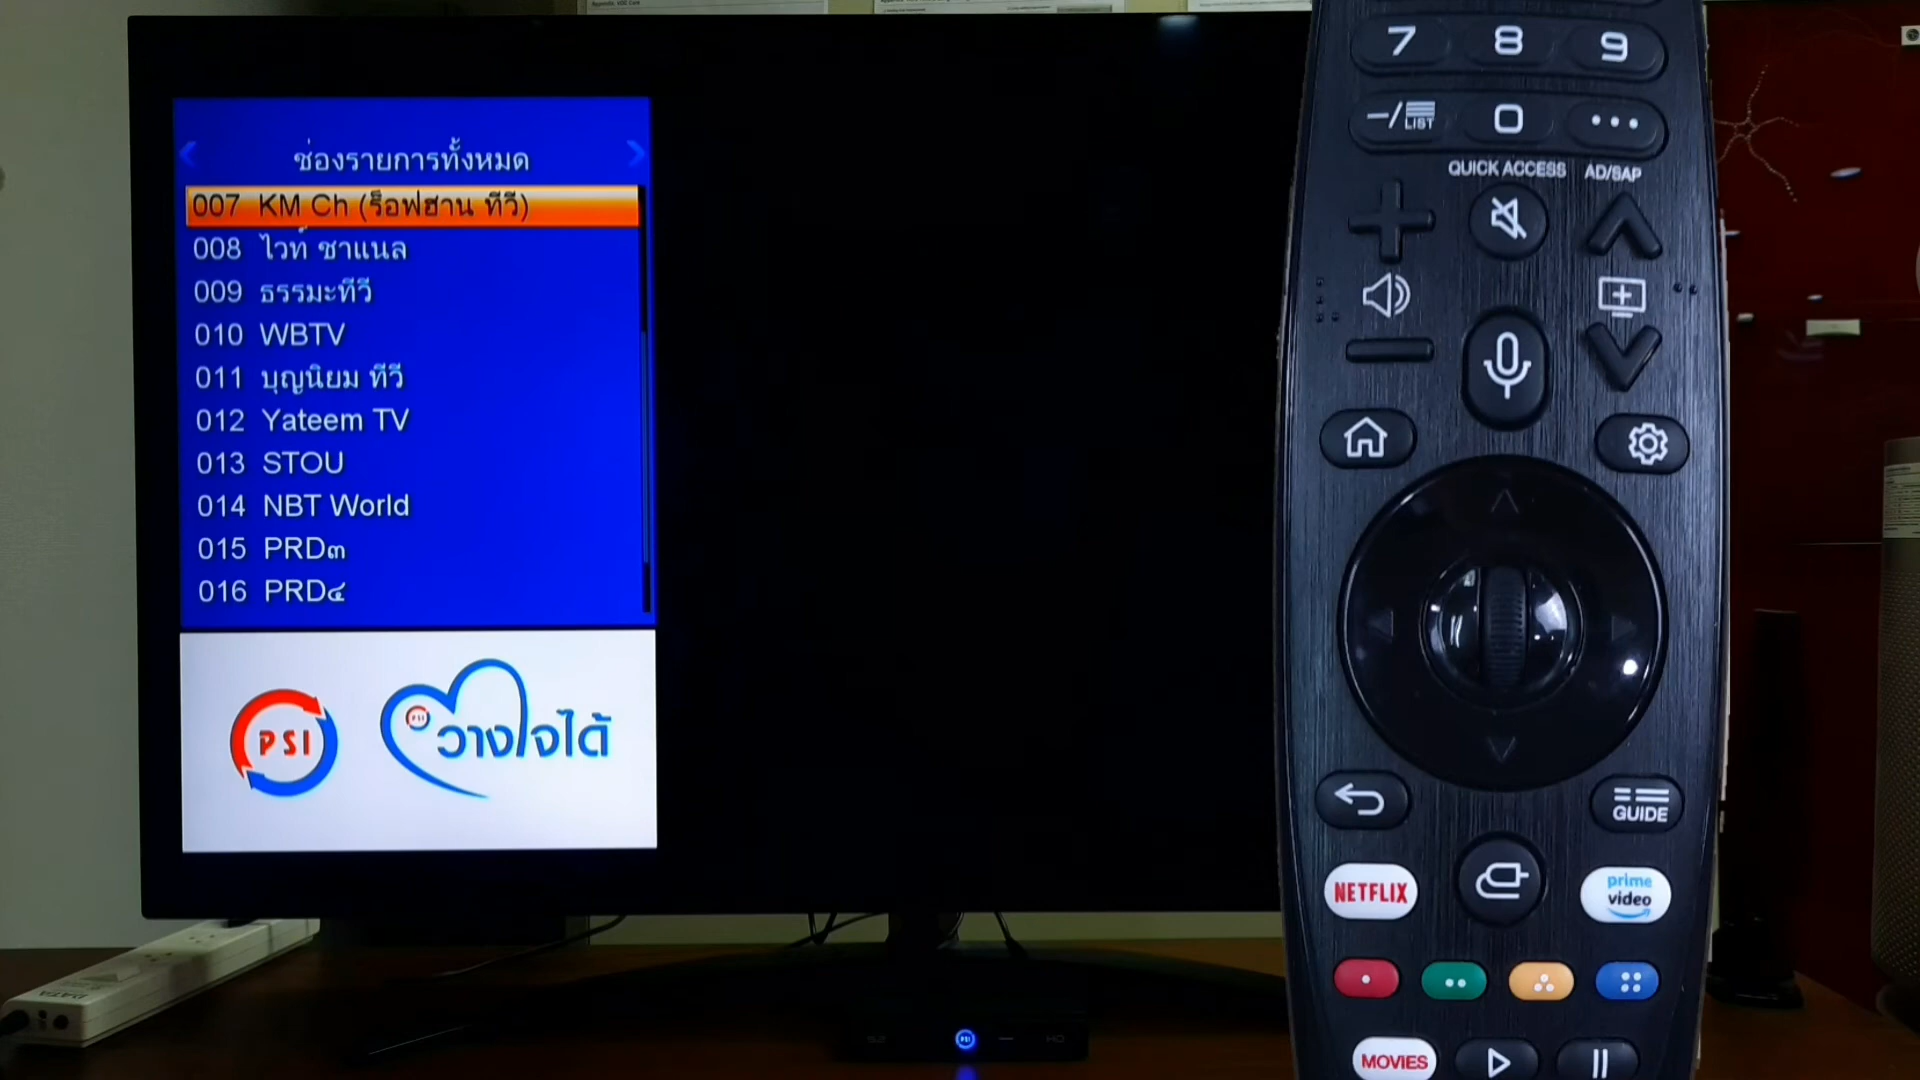 ช่องรายการทั้งหมด
007 KM Ch (ร็อฟฮาน ทีวี)
008 ไวท์ ชาแนล
009 ธรรมะทีวี
010 WBTV
011 บุญนิยม ทีวี
012 Yateem TV
013 STOU
014 NBT World
015 PRD๓
016 PRD๔
PSI
PSI วางใจได้
7 8 9
-/LIST 0 ...
QUICK ACCESS AD/SAP
GUIDE
NETFLIX
prime video
MOVIES
PSI
HD
DATA